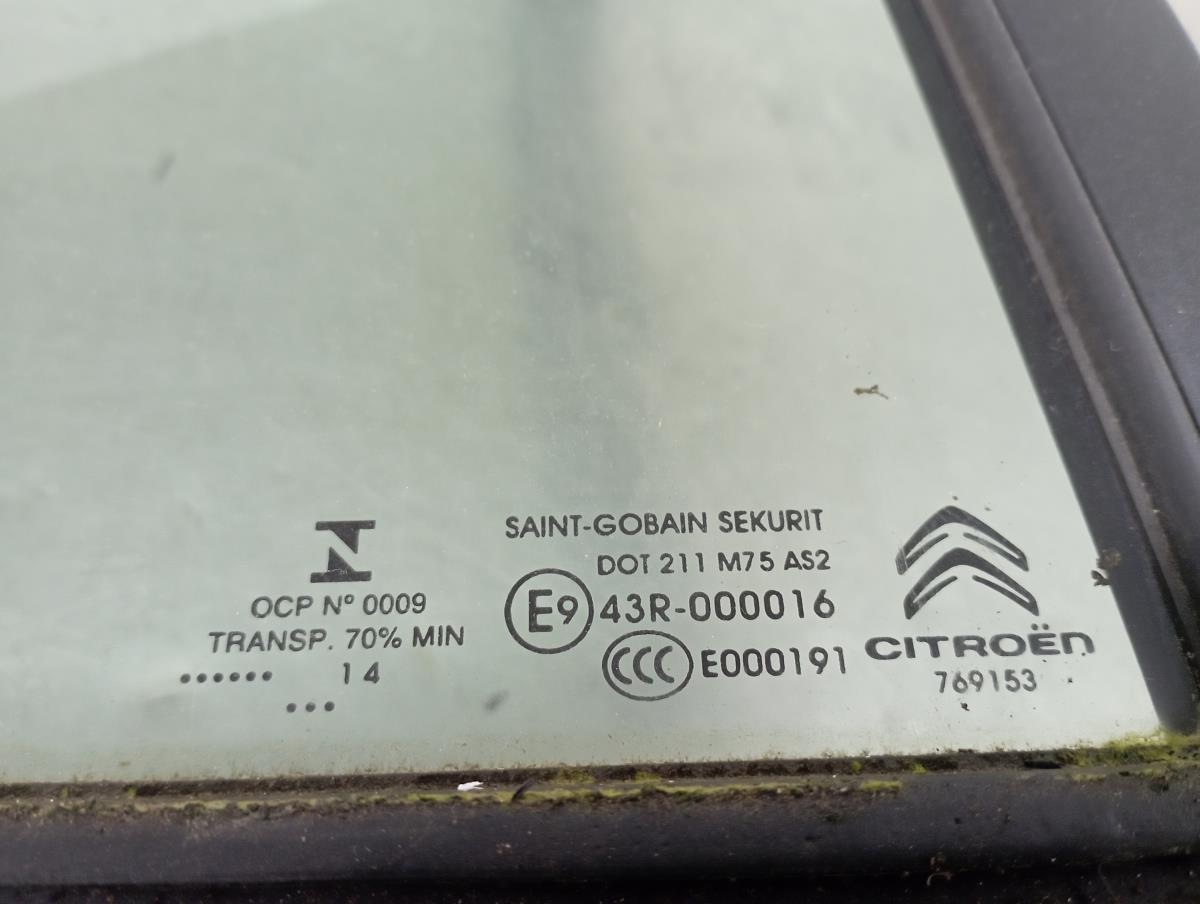 OCP Nº 0009
TRANSP. 70% MIN
...... 14
...
SAINT-GOBAIN SEKURIT
DOT 211 M75 AS2
E9 43R-000016
CCC E000191
CITROËN
769153